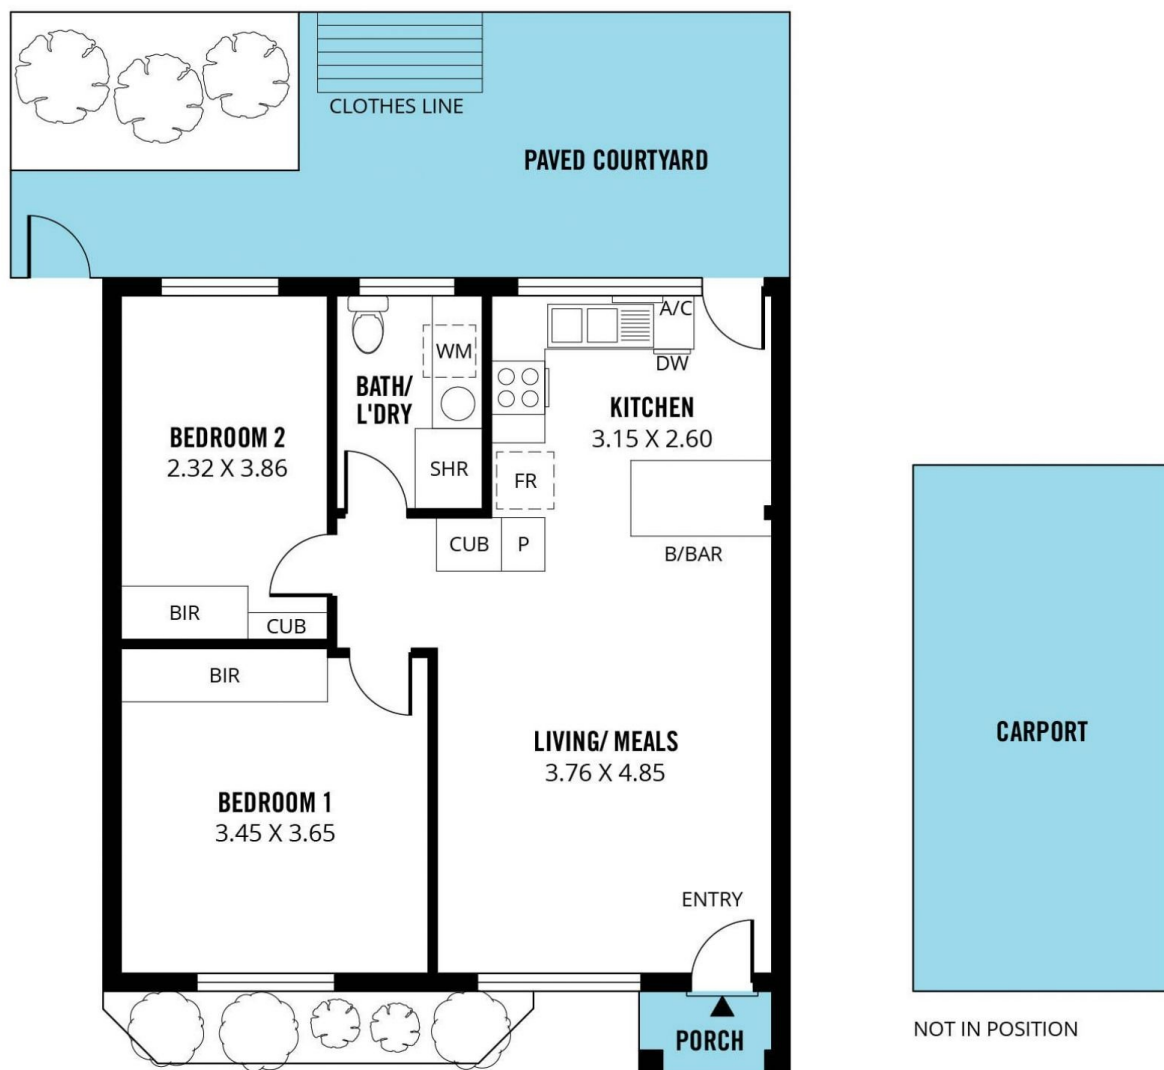 CLOTHES LINE
PAVED COURTYARD
A/C
WM
DW
BATH/
L'DRY
KITCHEN
3.15 X 2.60
BEDROOM 2
2.32 X 3.86
SHR
FR
CUB
P
B/BAR
BIR
CUB
BIR
LIVING/ MEALS
3.76 X 4.85
CARPORT
BEDROOM 1
3.45 X 3.65
ENTRY
PORCH
NOT IN POSITION